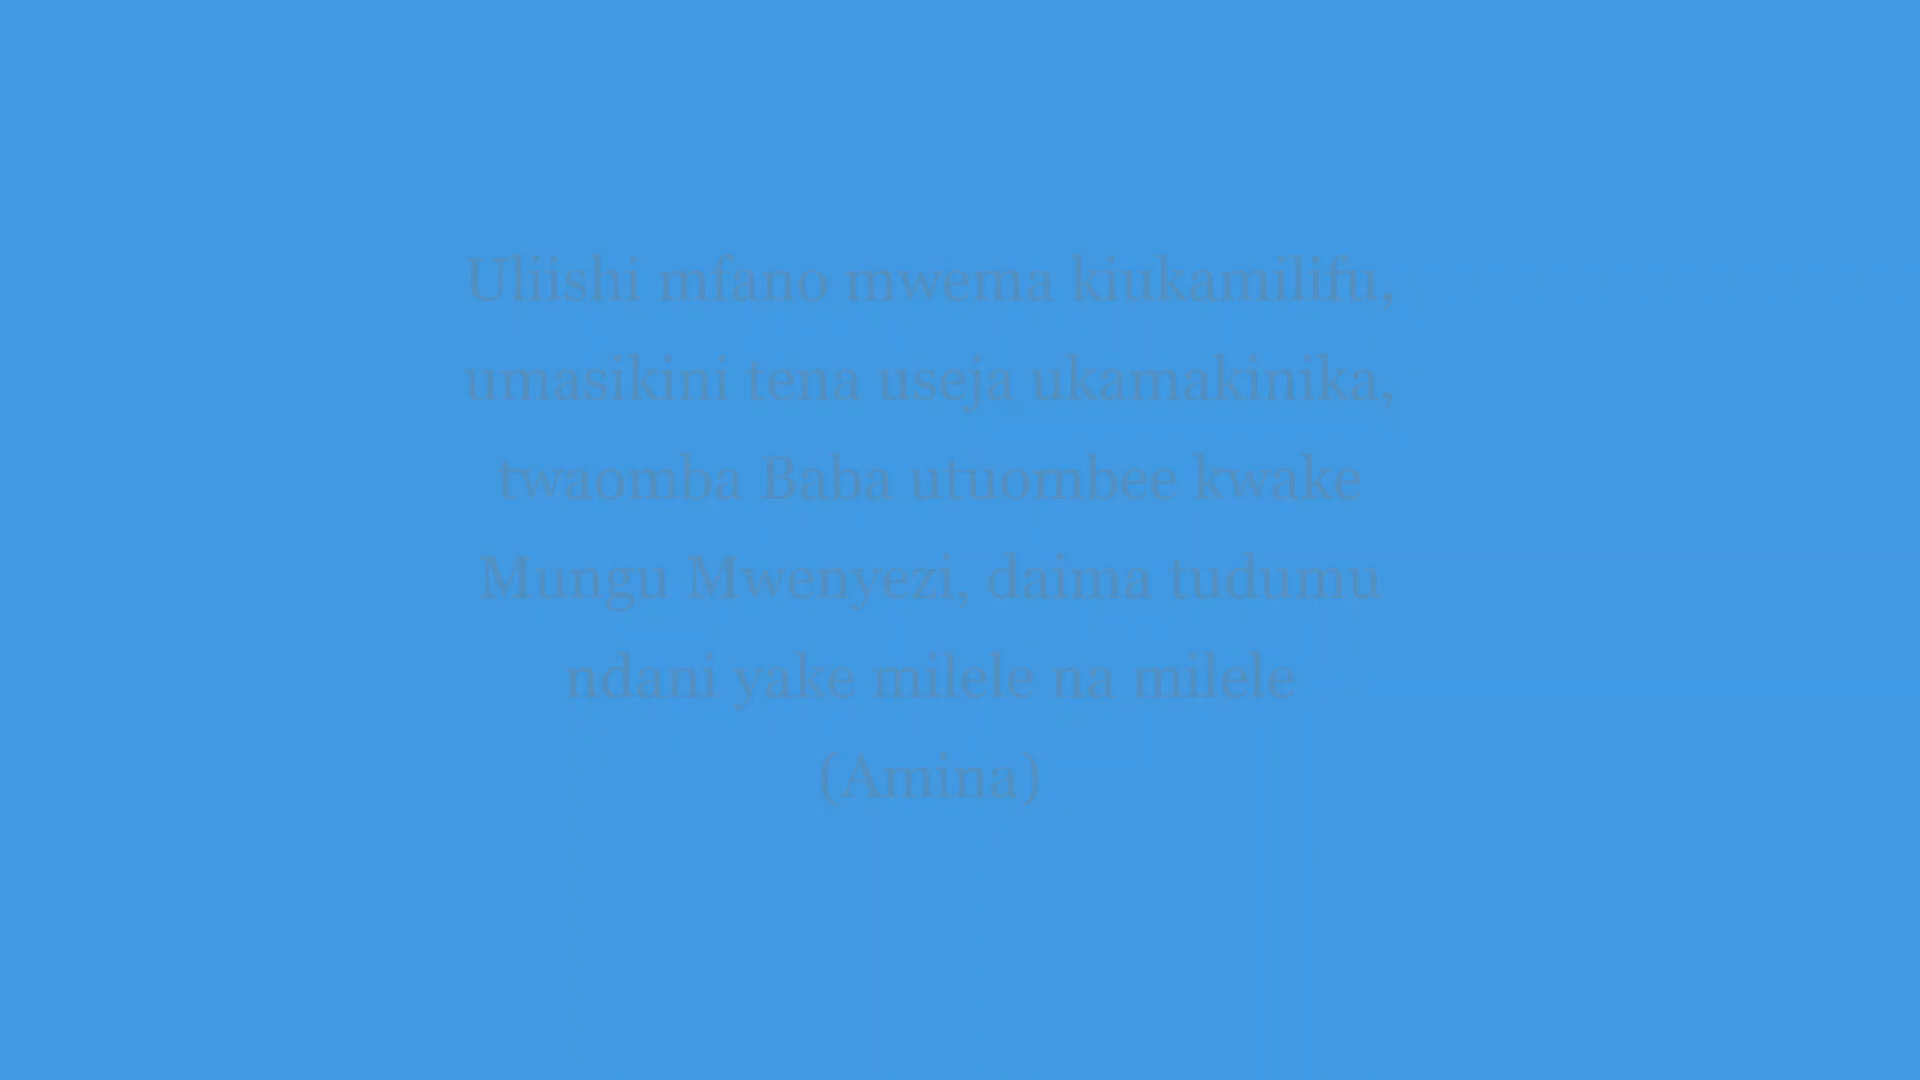 Uliishi mfano mwema kiukamilifu,
umasikini tena useja ukamakinika,
twaomba Baba utuombee kwake
Mungu Mwenyezi, daima tudumu
ndani yake milele na milele
(Amina)